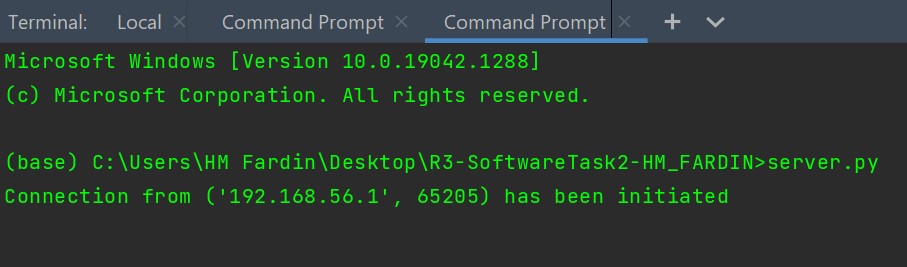 Terminal: Local × Command Prompt × Command Prompt × +
Microsoft Windows [Version 10.0.19042.1288]
(c) Microsoft Corporation. All rights reserved.
(base) C:\Users\HM Fardin\Desktop\R3-SoftwareTask2-HM_FARDIN>server.py
Connection from ('192.168.56.1', 65205) has been initiated